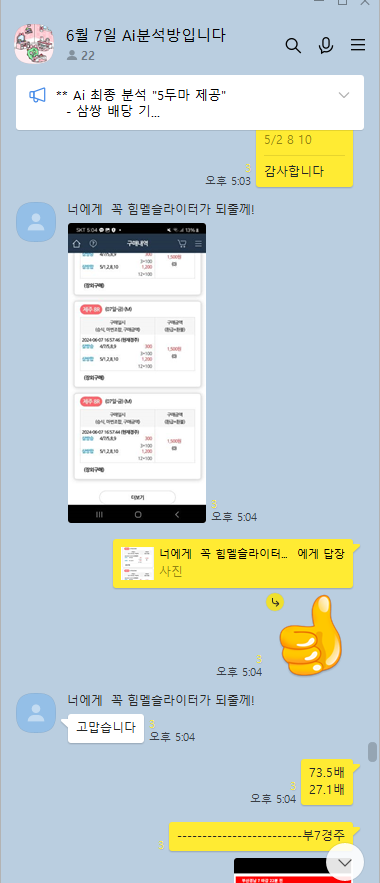 6월 7일 Ai분석방입니다
22
** Ai 최종 분석 "5두마 제공"
- 삼쌍 배당 기...
5/2 8 10
감사합니다
3
오후 5:03
너에게 꼭 힘멜슬라이터가 되줄께!
SKT 5:04
13%
구매내역
삼쌍승 4/7/5,8,9 300 1,500원
3×100
삼쌍함 5/1,2,8,10 1,200
12×100
(장외구매)
제주 8R (07일-금) (M)
구매일시 구매금액
(승식, 마번조합, 구매금액) (환급+환불)
2024-06-07 16:57:46 (현재경주)
4/7/5,8,9 300 1,500원
3×100
5/1,2,8,10 1,200
12×100
(장외구매)
제주 8R (07일-금) (M)
구매일시 구매금액
(승식, 마번조합, 구매금액) (환급+환불)
2024-06-07 16:57:44 (현재경주)
4/7/5,8,9 300 1,500원
3×100
5/1,2,8,10 1,200
12×100
(장외구매)
더보기
3
오후 5:04
너에게 꼭 힘멜슬라이터... 에게 답장
사진
3
오후 5:04
너에게 꼭 힘멜슬라이터가 되줄께!
고맙습니다
3
오후 5:04
73.5배
27.1배
3
오후 5:04
-------------------------부7경주
3